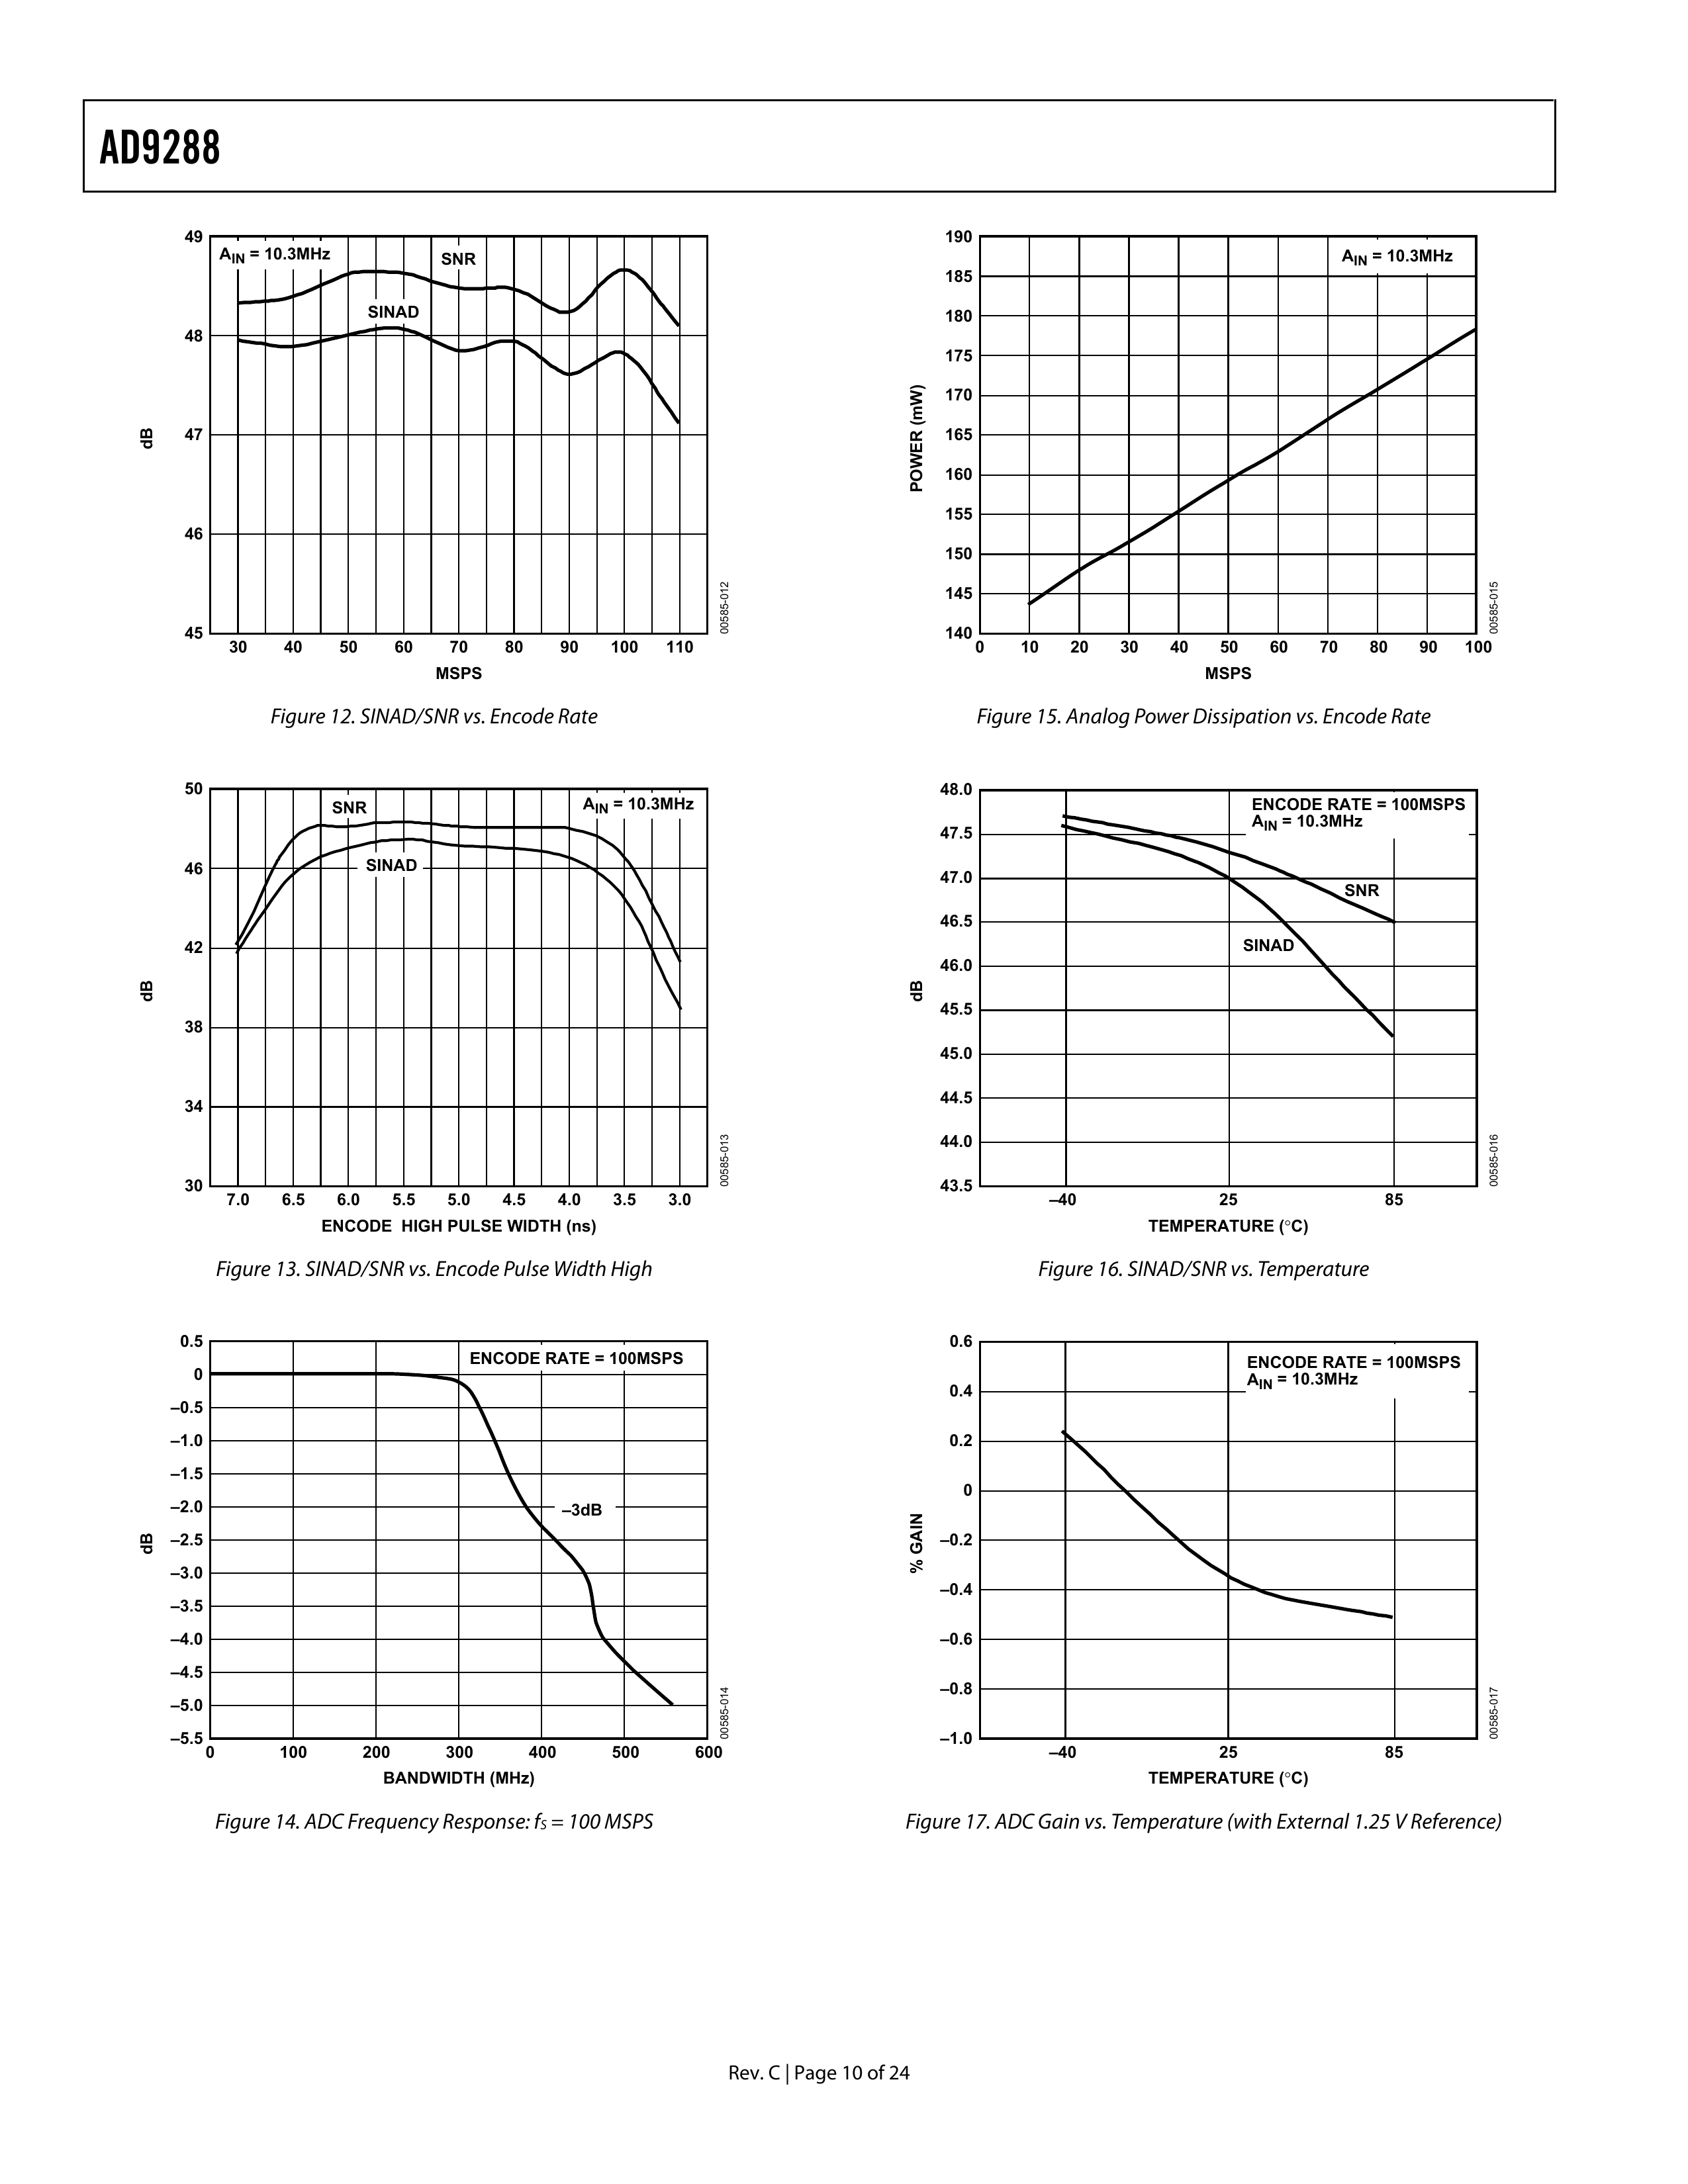 AD9288
49
48
47
46
45
dB
A_IN = 10.3MHz
SNR
SINAD
30 40 50 60 70 80 90 100 110
MSPS
00585-012
Figure 12. SINAD/SNR vs. Encode Rate
50
46
42
38
34
30
dB
SNR
A_IN = 10.3MHz
SINAD
7.0 6.5 6.0 5.5 5.0 4.5 4.0 3.5 3.0
ENCODE HIGH PULSE WIDTH (ns)
00585-013
Figure 13. SINAD/SNR vs. Encode Pulse Width High
0.5
0
–0.5
–1.0
–1.5
–2.0
–2.5
–3.0
–3.5
–4.0
–4.5
–5.0
–5.5
dB
ENCODE RATE = 100MSPS
–3dB
0 100 200 300 400 500 600
BANDWIDTH (MHz)
00585-014
Figure 14. ADC Frequency Response: fS = 100 MSPS
190
185
180
175
170
165
160
155
150
145
140
POWER (mW)
A_IN = 10.3MHz
0 10 20 30 40 50 60 70 80 90 100
MSPS
00585-015
Figure 15. Analog Power Dissipation vs. Encode Rate
48.0
47.5
47.0
46.5
46.0
45.5
45.0
44.5
44.0
43.5
dB
ENCODE RATE = 100MSPS
A_IN = 10.3MHz
SNR
SINAD
–40 25 85
TEMPERATURE (°C)
00585-016
Figure 16. SINAD/SNR vs. Temperature
0.6
0.4
0.2
0
–0.2
–0.4
–0.6
–0.8
–1.0
% GAIN
ENCODE RATE = 100MSPS
A_IN = 10.3MHz
–40 25 85
TEMPERATURE (°C)
00585-017
Figure 17. ADC Gain vs. Temperature (with External 1.25 V Reference)
Rev. C | Page 10 of 24